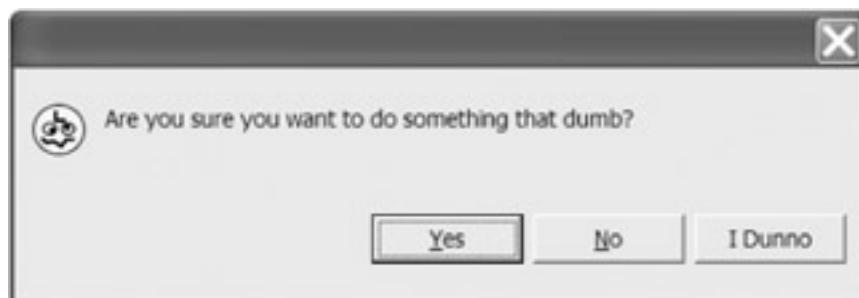 Are you sure you want to do something that dumb?
Yes No I Dunno